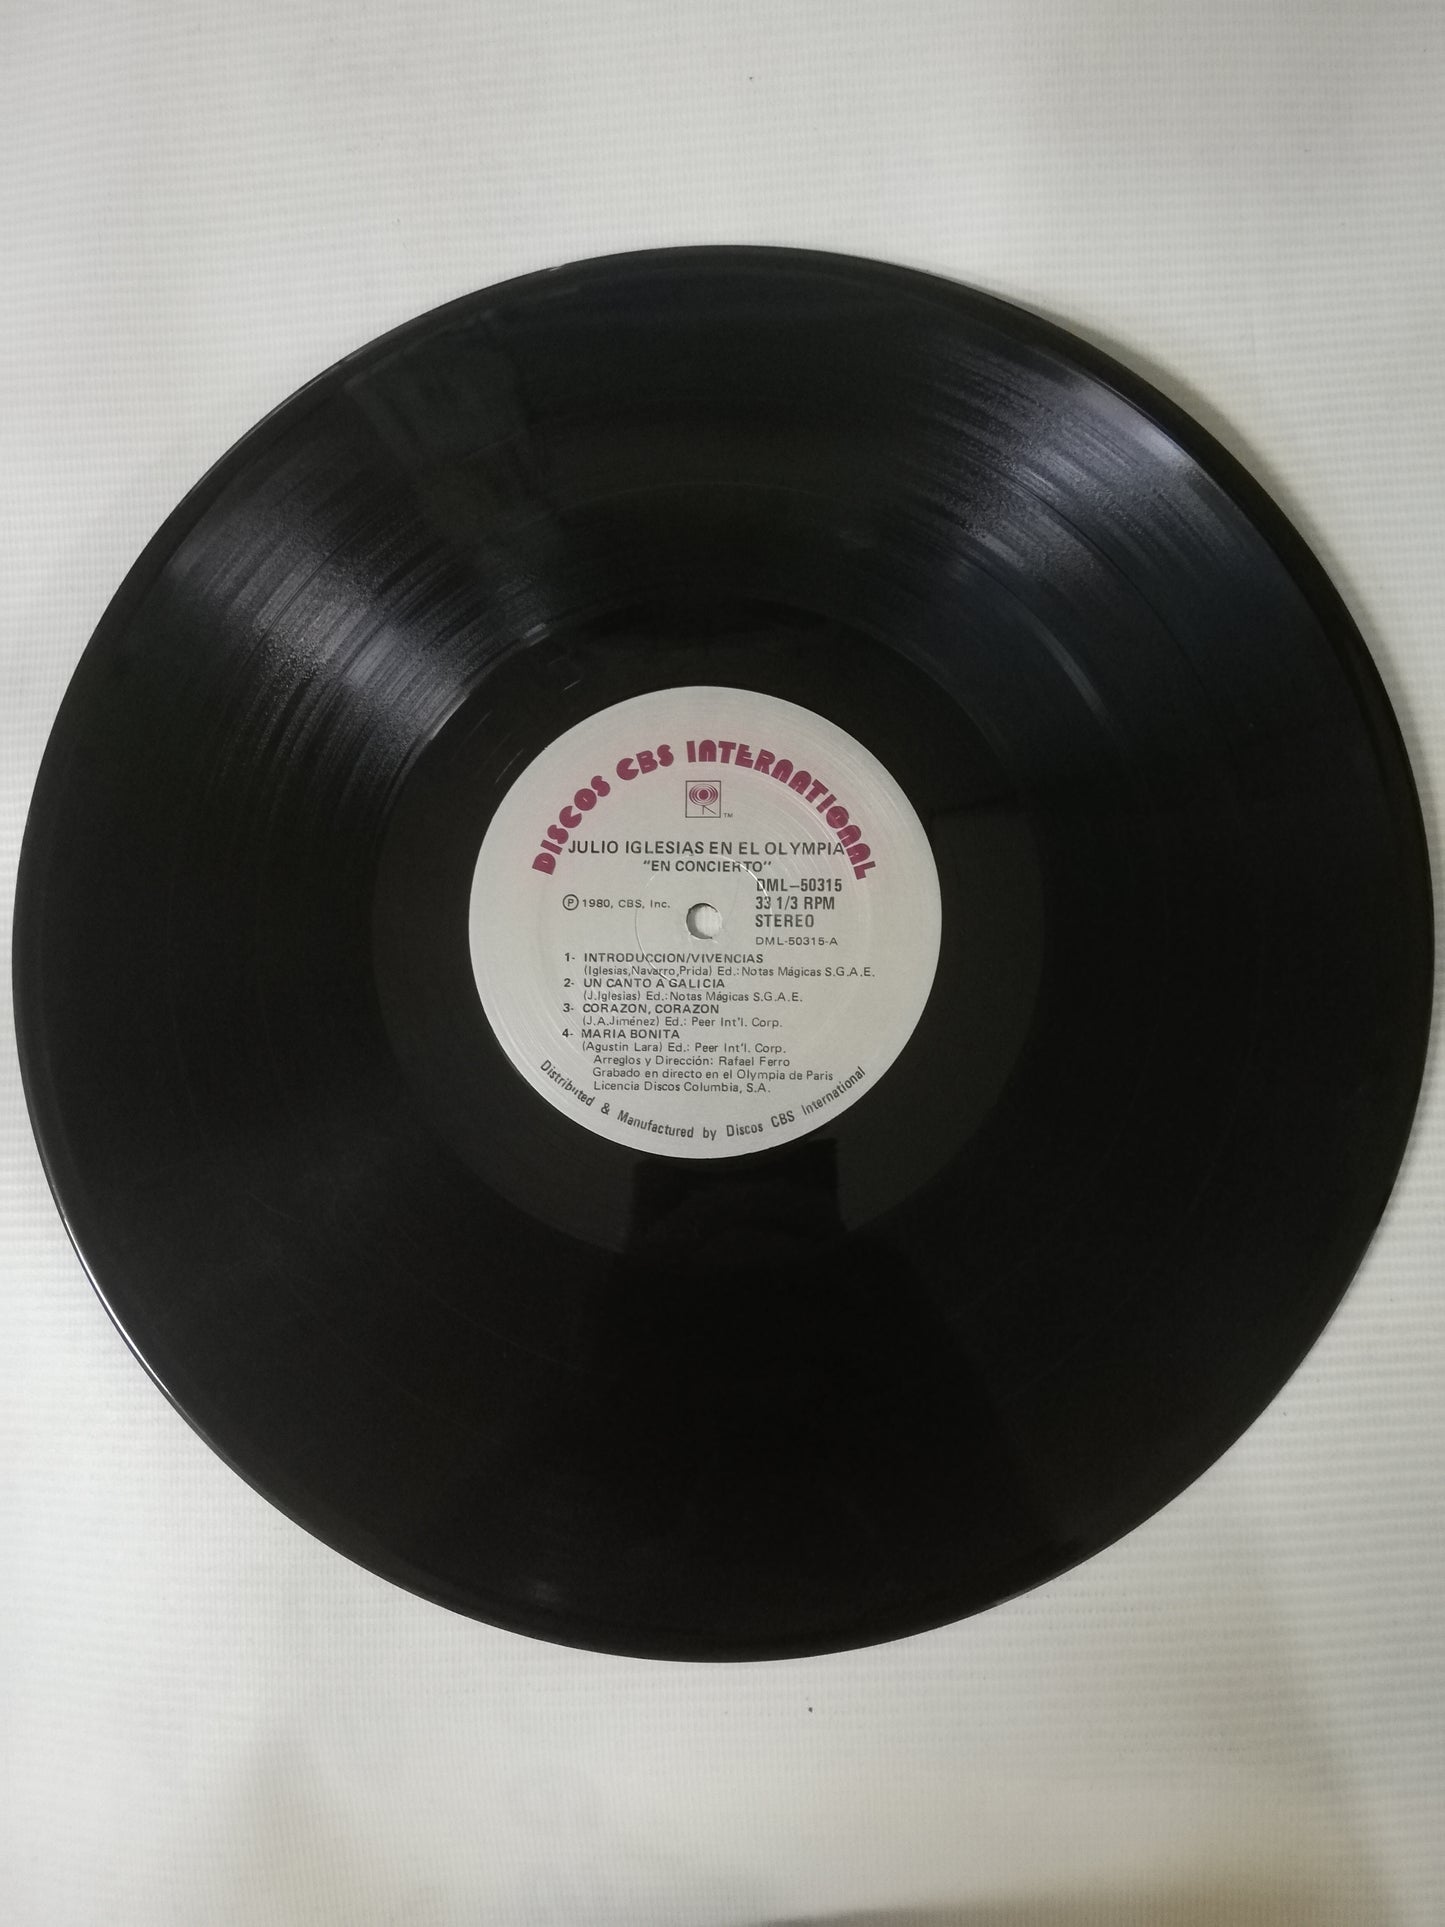 DISCOS CBS INTERNATIONAL
TM
JULIO IGLESIAS EN EL OLYMPIA
"EN CONCIERTO"
DML-50315
Ⓟ 1980, CBS, Inc.
33 1/3 RPM
STEREO
DML-50315-A
1- INTRODUCCION/VIVENCIAS
(Iglesias,Navarro,Prida) Ed.: Notas Mágicas S.G.A.E.
2- UN CANTO A GALICIA
(J.Iglesias) Ed.: Notas Mágicas S.G.A.E.
3- CORAZON, CORAZON
(J.A.Jiménez) Ed.: Peer Int'l. Corp.
4- MARIA BONITA
(Agustin Lara) Ed.: Peer Int'l. Corp.
Arreglos y Dirección: Rafael Ferro
Grabado en directo en el Olympia de Paris
Licencia Discos Columbia, S.A.
Distributed & Manufactured by Discos CBS International